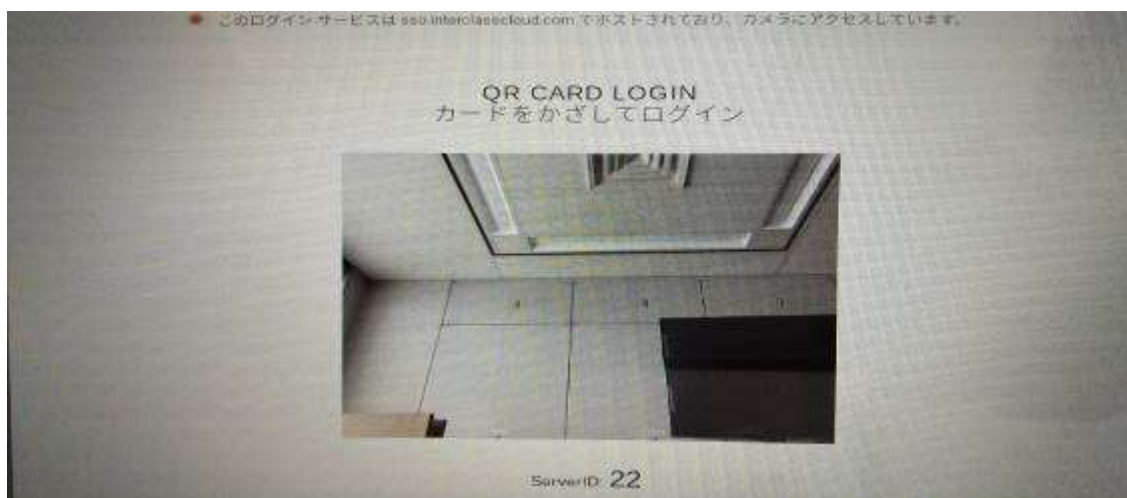 このログイン サービスは sso.interclasscloud.com でホストされており、カメラにアクセスしています。
QR CARD LOGIN
カードをかざしてログイン
ServerID: 22